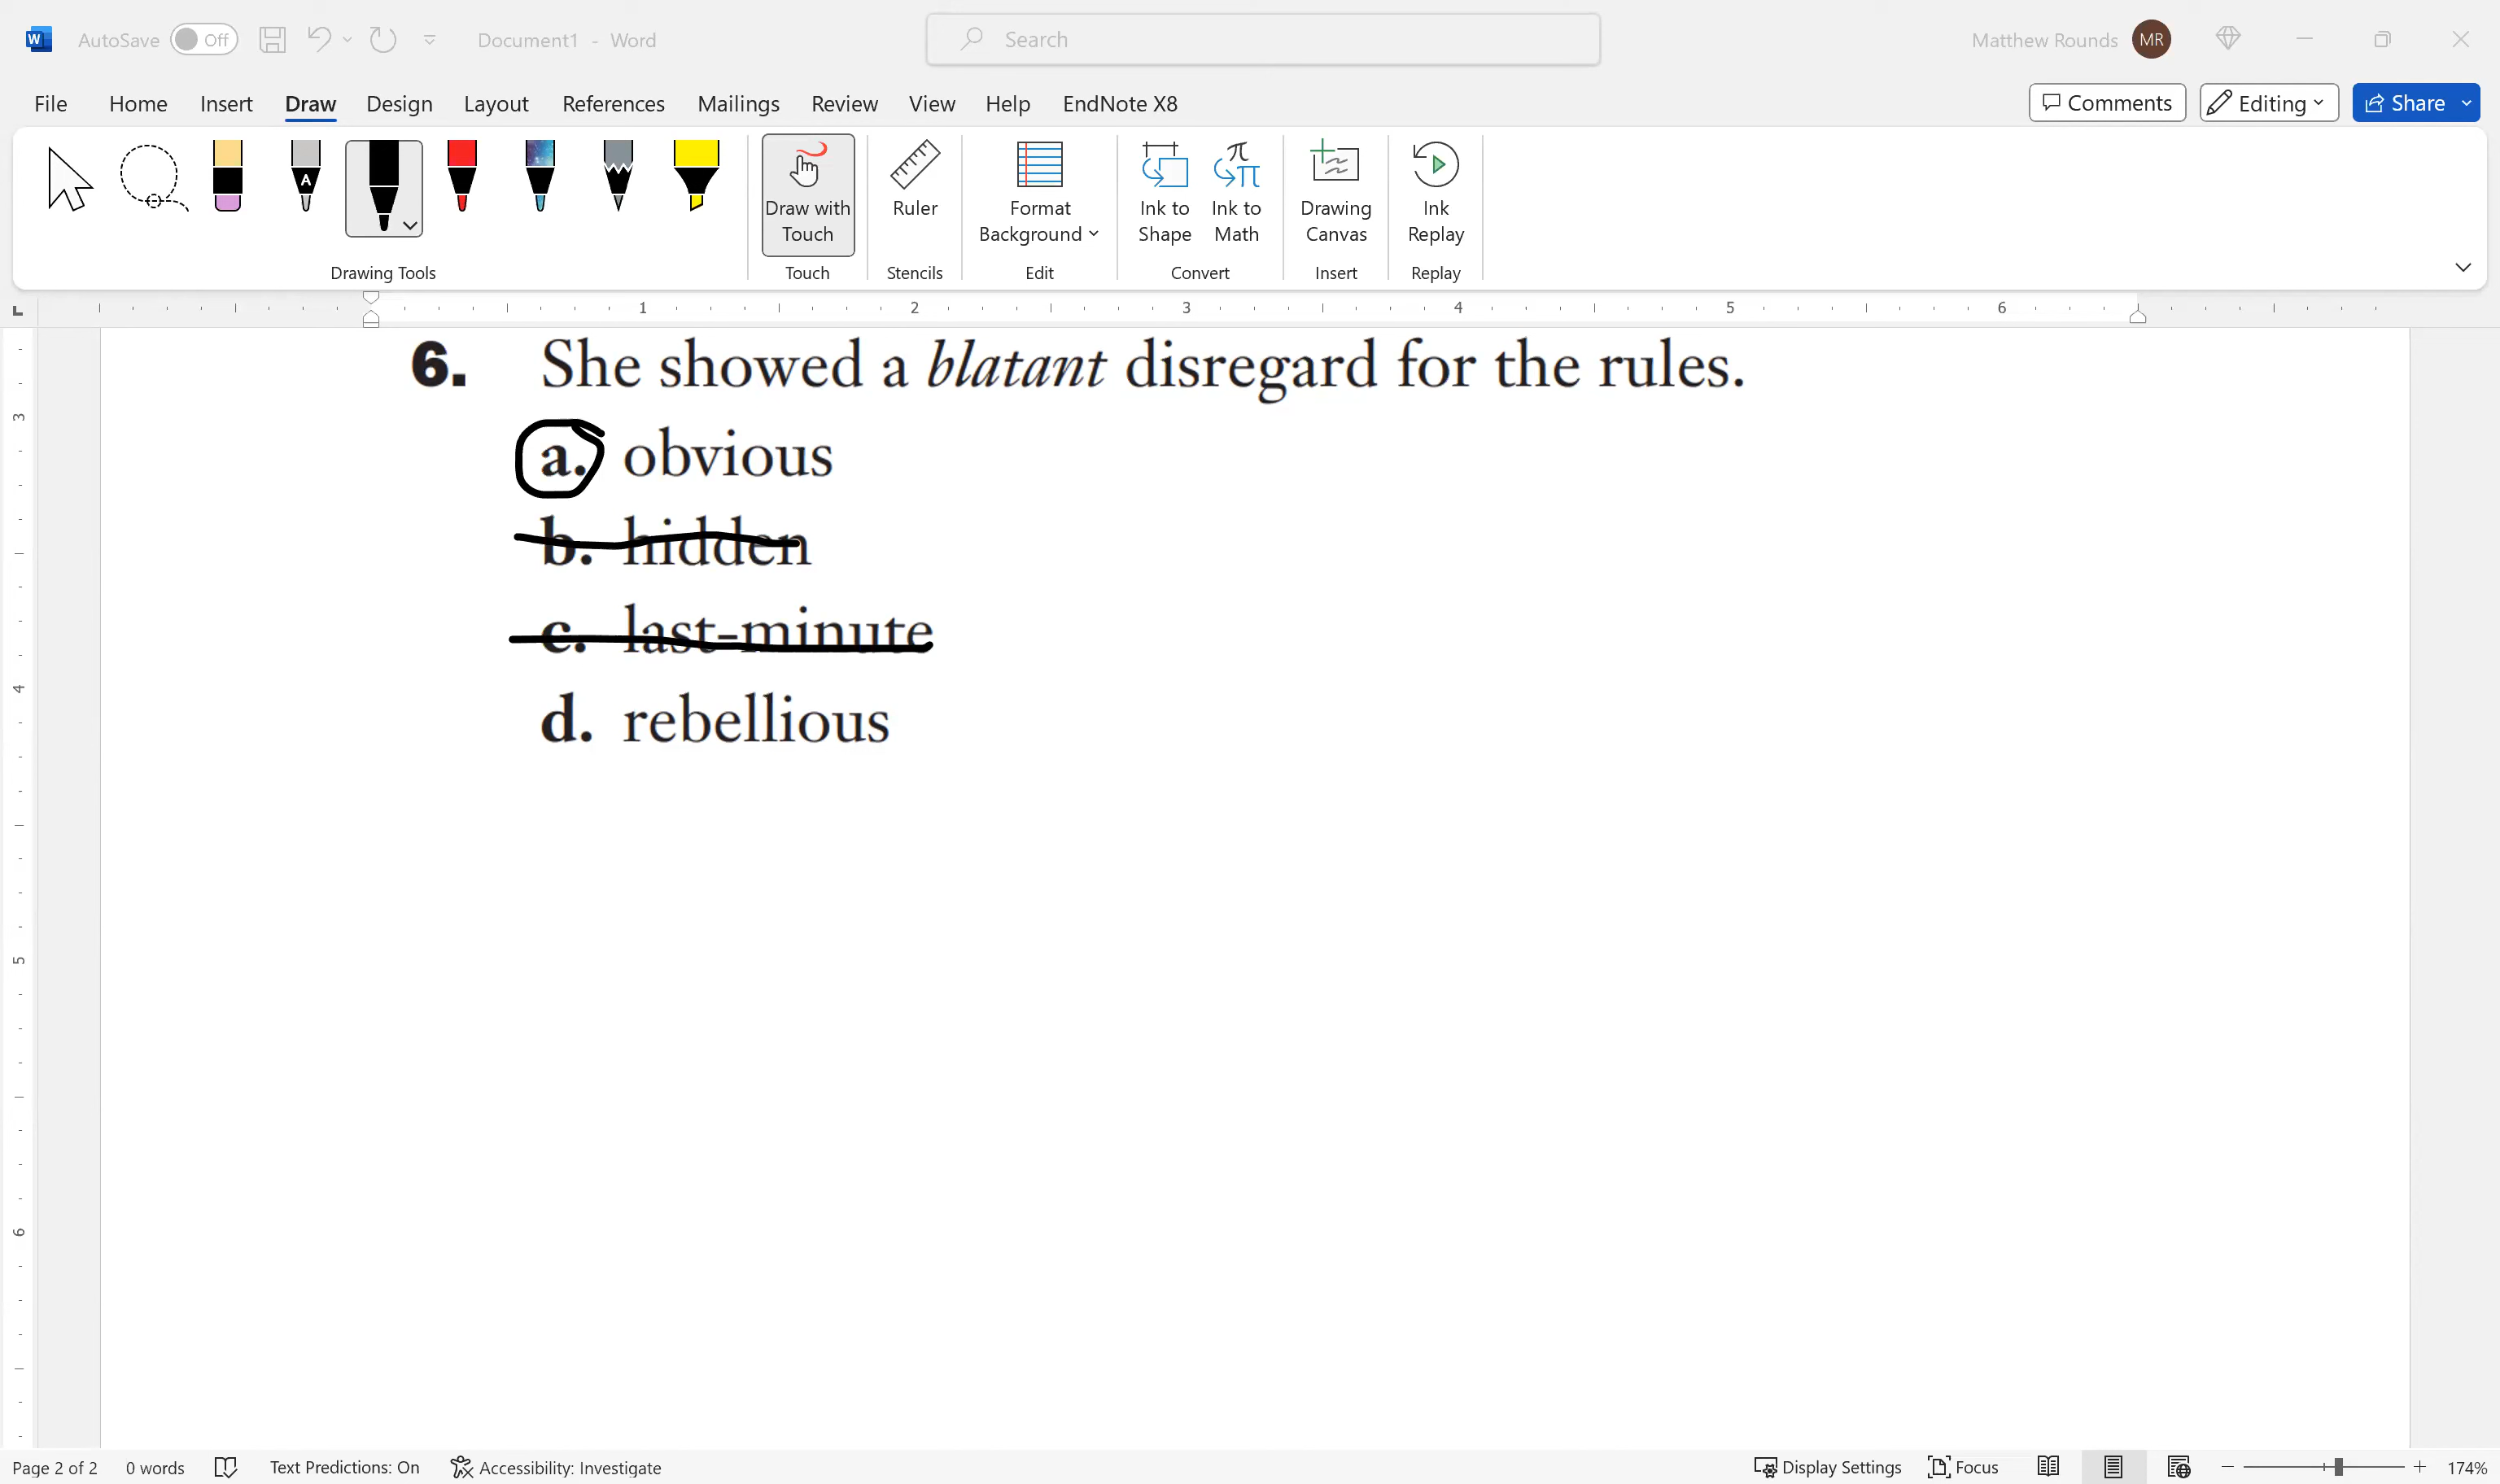 W AutoSave Off Document1 - Word Search Matthew Rounds MR
File Home Insert Draw Design Layout References Mailings Review View Help EndNote X8 Comments Editing Share
A
Draw with Touch Ruler Format Background Ink to Shape Ink to Math Drawing Canvas Ink Replay
Drawing Tools Touch Stencils Edit Convert Insert Replay
L 1 2 3 4 5 6
6. She showed a blatant disregard for the rules.
3
a. obvious
b. hidden
c. last-minute
4
d. rebellious
5
6
Page 2 of 2 0 words Text Predictions: On Accessibility: Investigate Display Settings Focus 174%